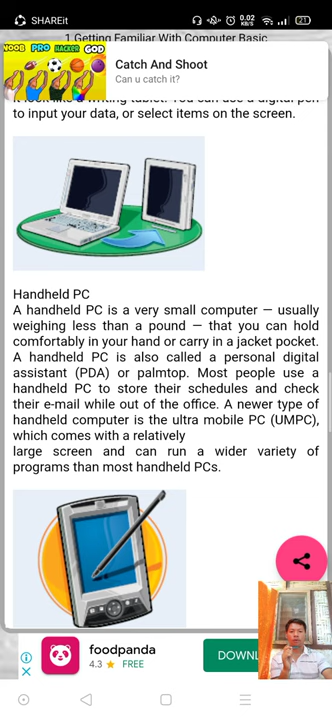 SHAREit
0.02
KB/S
21
1 Getting Familiar With Computer Basic
NOOB PRO HACKER GOD
Catch And Shoot
Can u catch it?
to input your data, or select items on the screen.
Handheld PC
A handheld PC is a very small computer — usually
weighing less than a pound — that you can hold
comfortably in your hand or carry in a jacket pocket.
A handheld PC is also called a personal digital
assistant (PDA) or palmtop. Most people use a
handheld PC to store their schedules and check
their e-mail while out of the office. A newer type of
handheld computer is the ultra mobile PC (UMPC),
which comes with a relatively
large screen and can run a wider variety of
programs than most handheld PCs.
foodpanda
4.3 ★ FREE
DOWNL